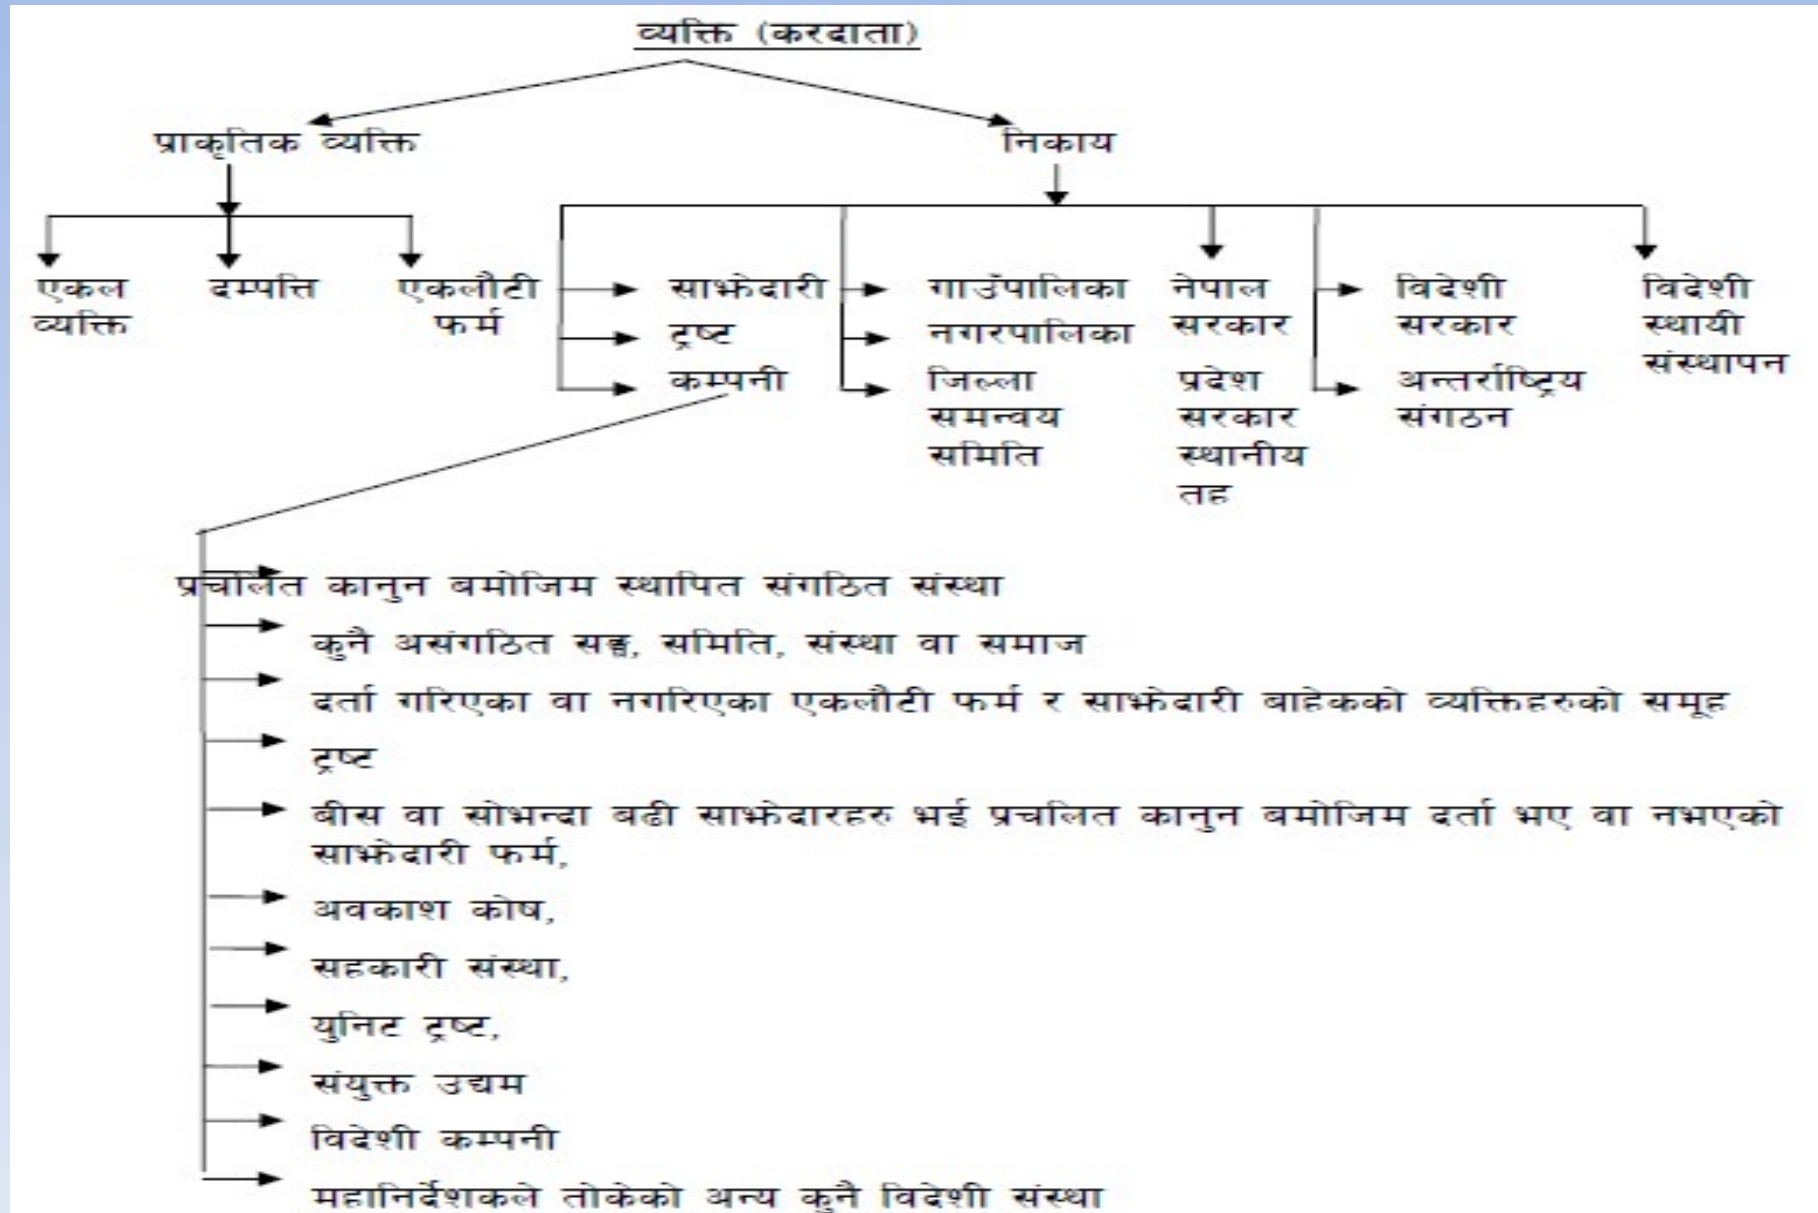 व्यक्ति (करदाता)
प्राकृतिक व्यक्ति
निकाय
एकल
व्यक्ति
दम्पत्ति
एकलौटी
फर्म
साझेदारी
ट्रष्ट
कम्पनी
गाउँपालिका
नगरपालिका
जिल्ला
समन्वय
समिति
नेपाल
सरकार
प्रदेश
सरकार
स्थानीय
तह
विदेशी
सरकार
अन्तर्राष्ट्रिय
संगठन
विदेशी
स्थायी
संस्थापन
प्रचलित कानुन बमोजिम स्थापित संगठित संस्था
कुनै असंगठित सङ्घ, समिति, संस्था वा समाज
दर्ता गरिएका वा नगरिएका एकलौटी फर्म र साझेदारी बाहेकको व्यक्तिहरुको समूह
ट्रष्ट
बीस वा सोभन्दा बढी साझेदारहरु भई प्रचलित कानुन बमोजिम दर्ता भए वा नभएको
साझेदारी फर्म,
अवकाश कोष,
सहकारी संस्था,
युनिट ट्रष्ट,
संयुक्त उद्यम
विदेशी कम्पनी
महानिर्देशकले तोकेको अन्य कुनै विदेशी संस्था